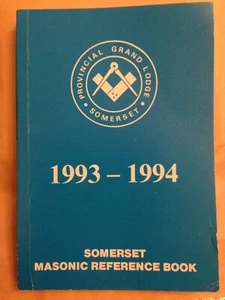 PROVINCIAL GRAND LODGE
• SOMERSET •
1993 – 1994
SOMERSET
MASONIC REFERENCE BOOK